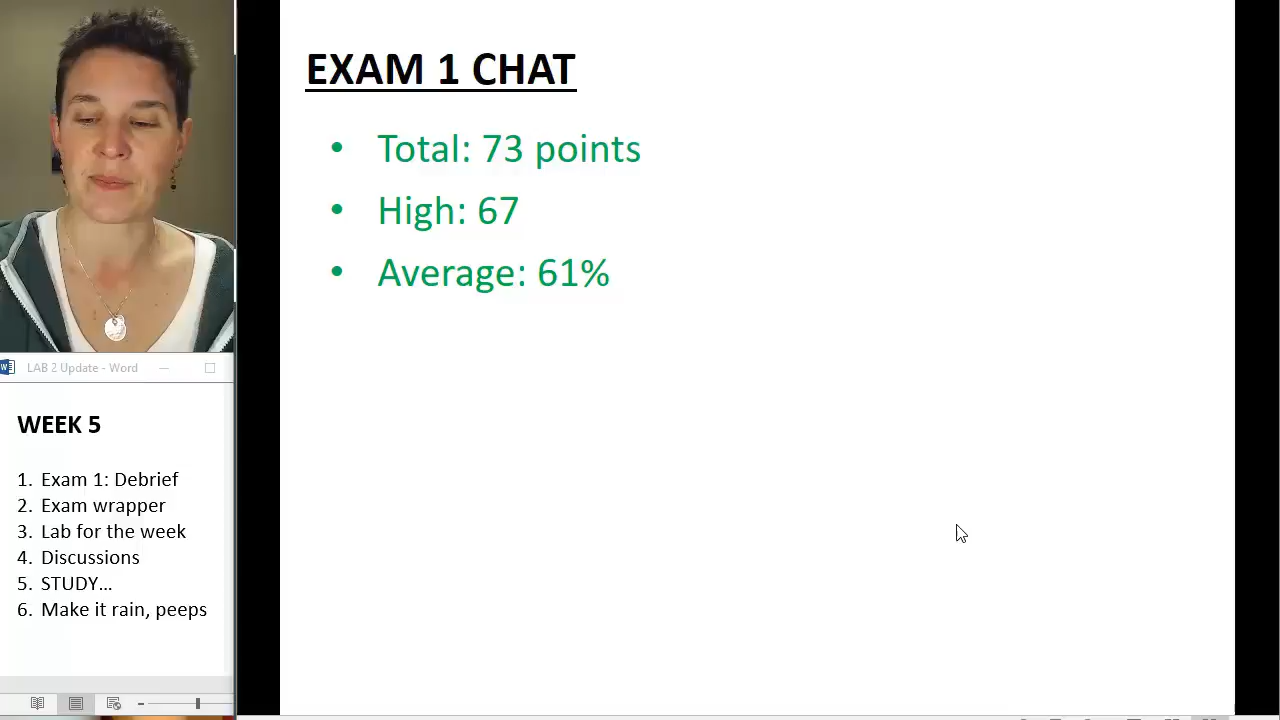 EXAM 1 CHAT
• Total: 73 points
• High: 67
• Average: 61%
LAB 2 Update - Word
WEEK 5
1. Exam 1: Debrief
2. Exam wrapper
3. Lab for the week
4. Discussions
5. STUDY...
6. Make it rain, peeps